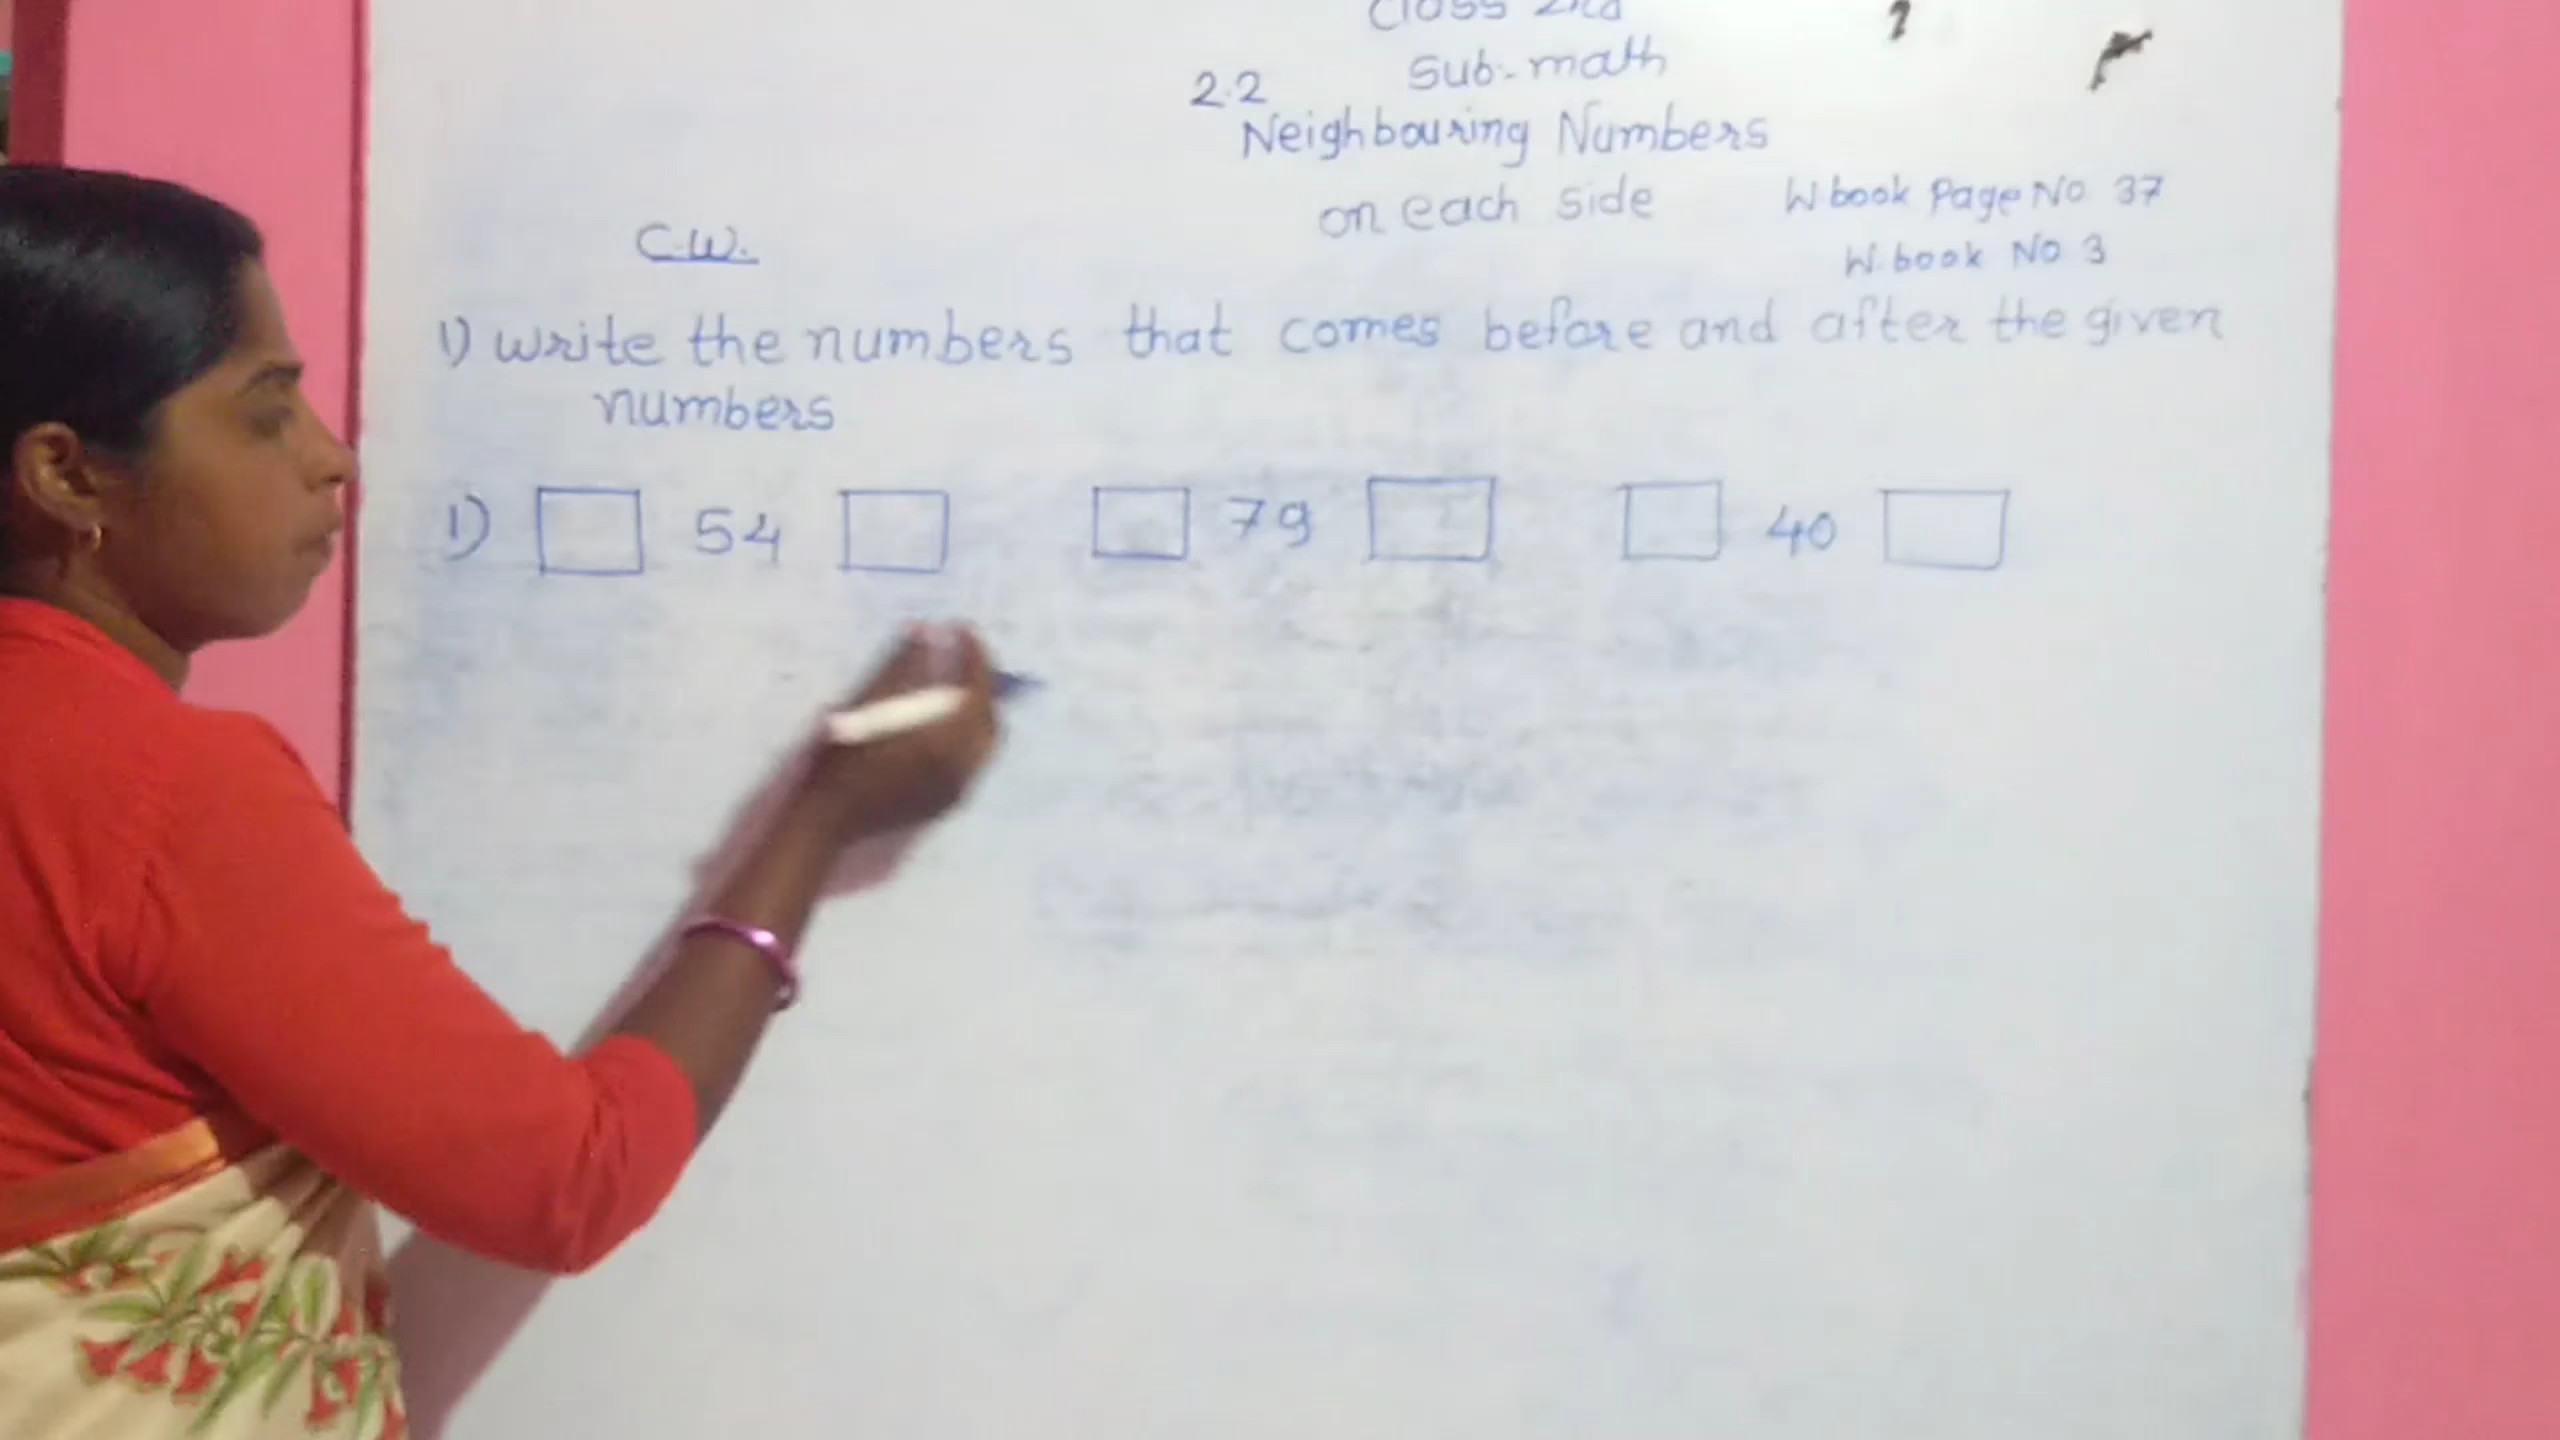 Class 2nd
Sub-math
2.2
Neighbouring Numbers
on each side
W book Page No 37
W.book No 3
C.W.
1) write the numbers that comes before and after the given
numbers
1) 54 79 40